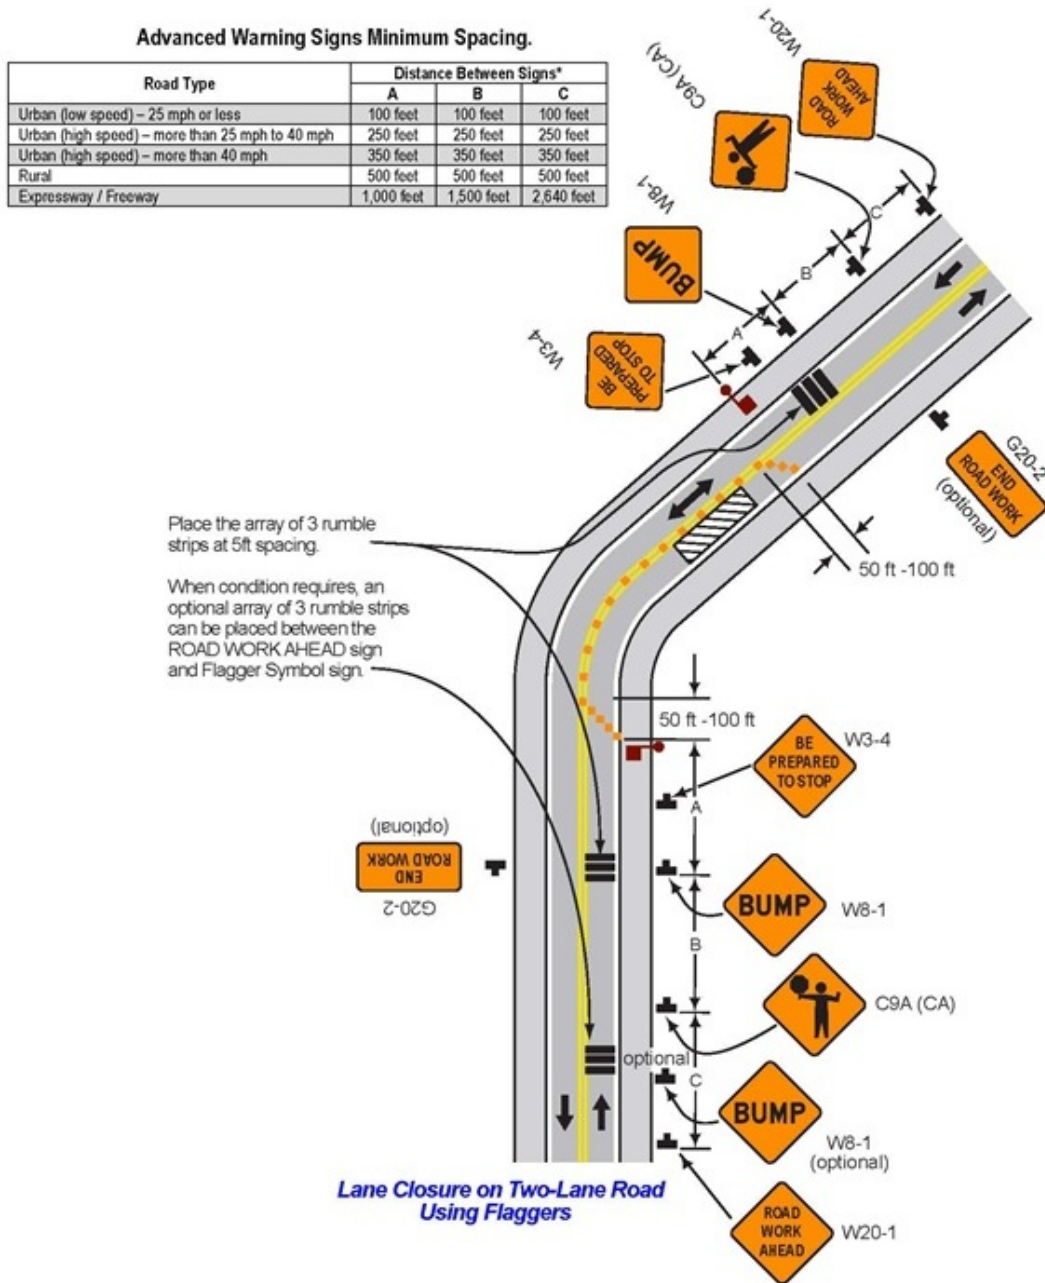 Advanced Warning Signs Minimum Spacing.
Road Type
Distance Between Signs*
A B C
Urban (low speed) – 25 mph or less 100 feet 100 feet 100 feet
Urban (high speed) – more than 25 mph to 40 mph 250 feet 250 feet 250 feet
Urban (high speed) – more than 40 mph 350 feet 350 feet 350 feet
Rural 500 feet 500 feet 500 feet
Expressway / Freeway 1,000 feet 1,500 feet 2,640 feet
W20-1
ROAD
WORK
AHEAD
C9A (CA)
W8-1
BUMP
W3-4
BE
PREPARED
TO STOP
C
B
A
G20-2
END
ROAD WORK
(optional)
50 ft -100 ft
Place the array of 3 rumble
strips at 5ft spacing.
When condition requires, an
optional array of 3 rumble strips
can be placed between the
ROAD WORK AHEAD sign
and Flagger Symbol sign.
50 ft -100 ft
BE
PREPARED
TO STOP
W3-4
A
G20-2
END
ROAD WORK
(optional)
BUMP
W8-1
B
C9A (CA)
optional
C
BUMP
W8-1
(optional)
ROAD
WORK
AHEAD
W20-1
Lane Closure on Two-Lane Road
Using Flaggers